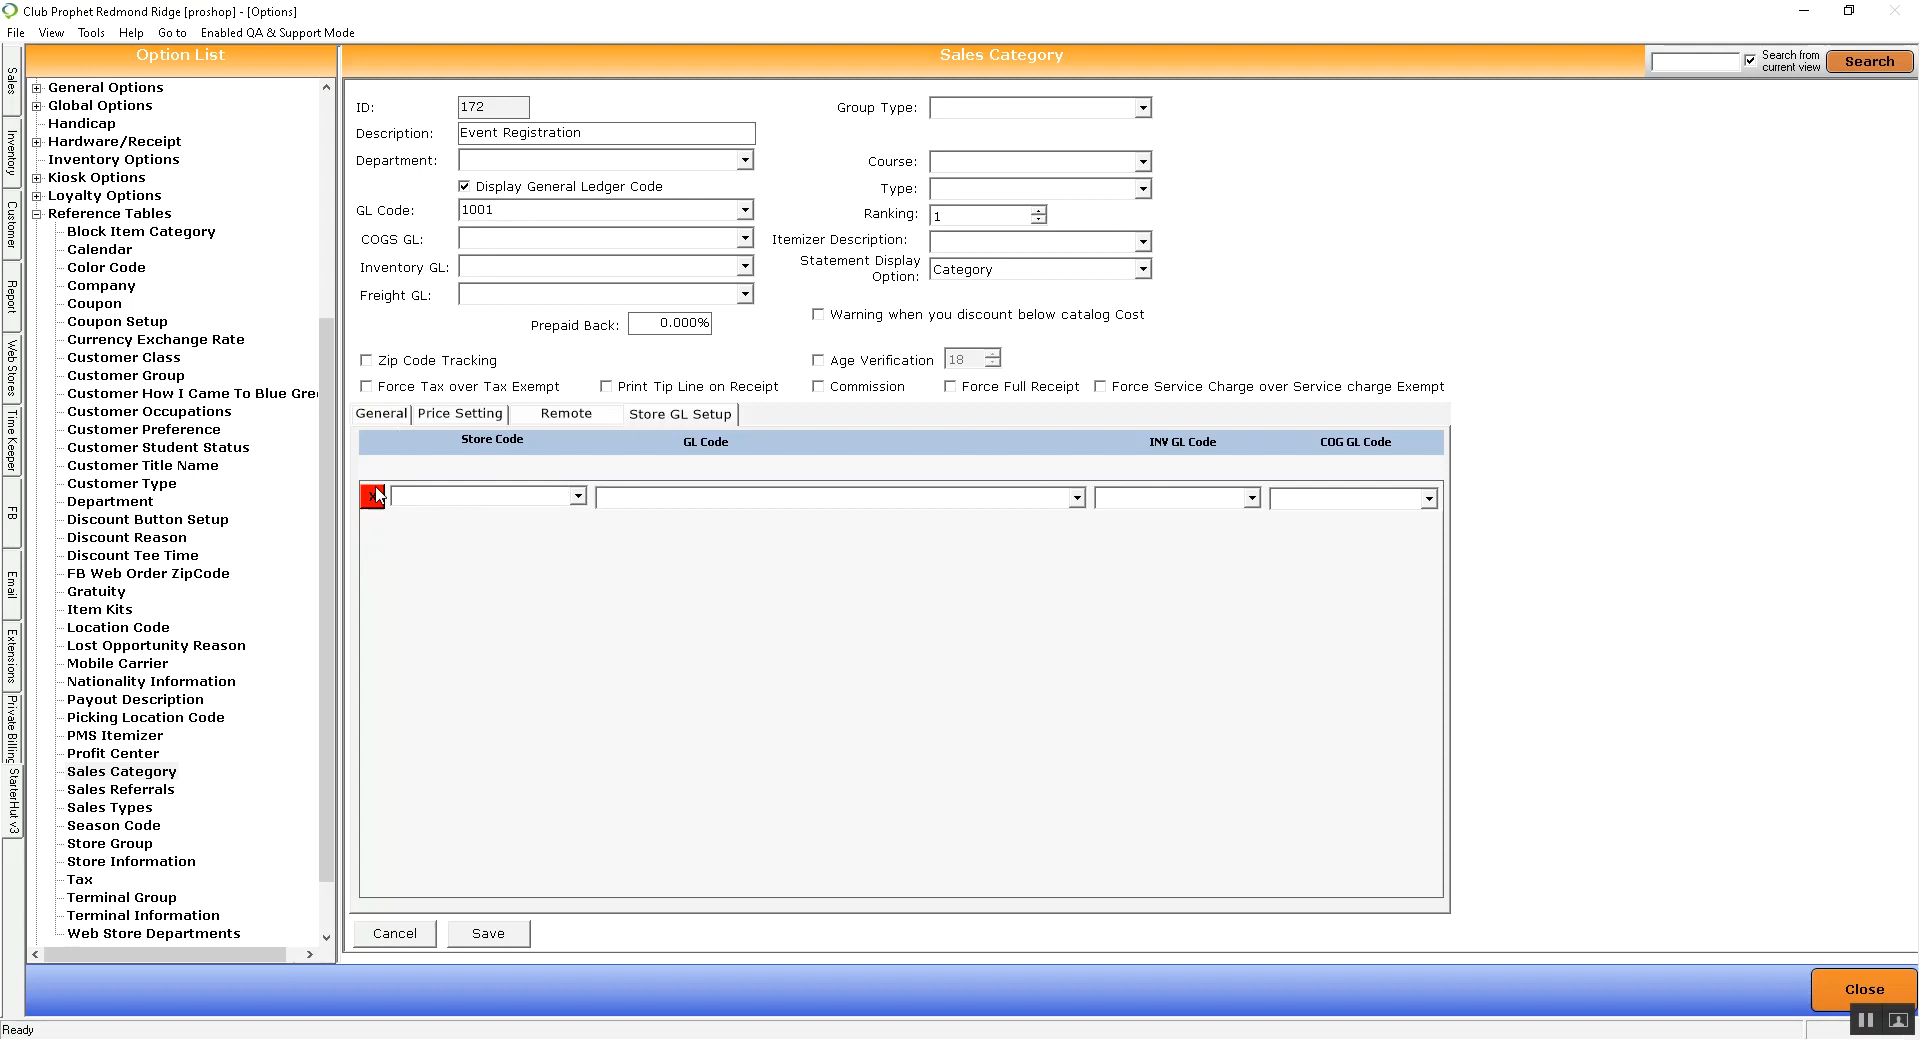 Club Prophet Redmond Ridge [proshop] - [Options]
File View Tools Help Go to Enabled QA & Support Mode
Sales
Inventory
Customer
Report
Web Stores
Time Keeper
FB
Email
Extensions
Private Billing
StarterHut v3
Option List
General Options
Global Options
Handicap
Hardware/Receipt
Inventory Options
Kiosk Options
Loyalty Options
Reference Tables
Block Item Category
Calendar
Color Code
Company
Coupon
Coupon Setup
Currency Exchange Rate
Customer Class
Customer Group
Customer How I Came To Blue Gre
Customer Occupations
Customer Preference
Customer Student Status
Customer Title Name
Customer Type
Department
Discount Button Setup
Discount Reason
Discount Tee Time
FB Web Order ZipCode
Gratuity
Item Kits
Location Code
Lost Opportunity Reason
Mobile Carrier
Nationality Information
Payout Description
Picking Location Code
PMS Itemizer
Profit Center
Sales Category
Sales Referrals
Sales Types
Season Code
Store Group
Store Information
Tax
Terminal Group
Terminal Information
Web Store Departments
Sales Category
Search from
current view
Search
ID: 172
Group Type:
Description: Event Registration
Department:
Course:
Display General Ledger Code
Type:
GL Code: 1001
Ranking: 1
COGS GL:
Itemizer Description:
Inventory GL:
Statement Display
Option: Category
Freight GL:
Prepaid Back: 0.000%
Warning when you discount below catalog Cost
Zip Code Tracking
Age Verification 18
Force Tax over Tax Exempt Print Tip Line on Receipt Commission Force Full Receipt Force Service Charge over Service charge Exempt
General Price Setting Remote Store GL Setup
Store Code GL Code INV GL Code COG GL Code
X
Cancel Save
Close
Ready